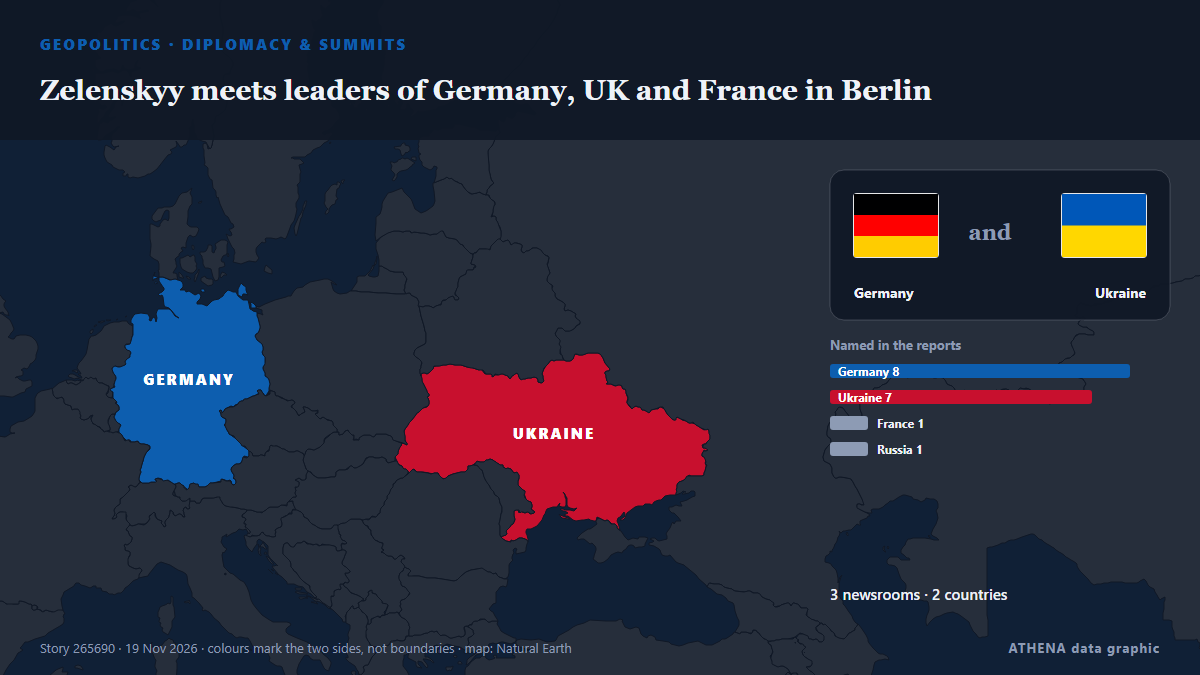 GEOPOLITICS · DIPLOMACY & SUMMITS
Zelenskyy meets leaders of Germany, UK and France in Berlin
and
Germany
Ukraine
Named in the reports
Germany 8
Ukraine 7
France 1
Russia 1
GERMANY
UKRAINE
3 newsrooms · 2 countries
Story 265690 · 19 Nov 2026 · colours mark the two sides, not boundaries · map: Natural Earth
ATHENA data graphic